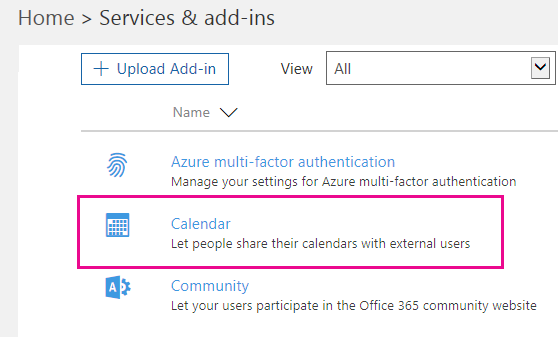 Home > Services & add-ins
+ Upload Add-in View All
Name
Azure multi-factor authentication
Manage your settings for Azure multi-factor authentication
Calendar
Let people share their calendars with external users
Community
Let your users participate in the Office 365 community website